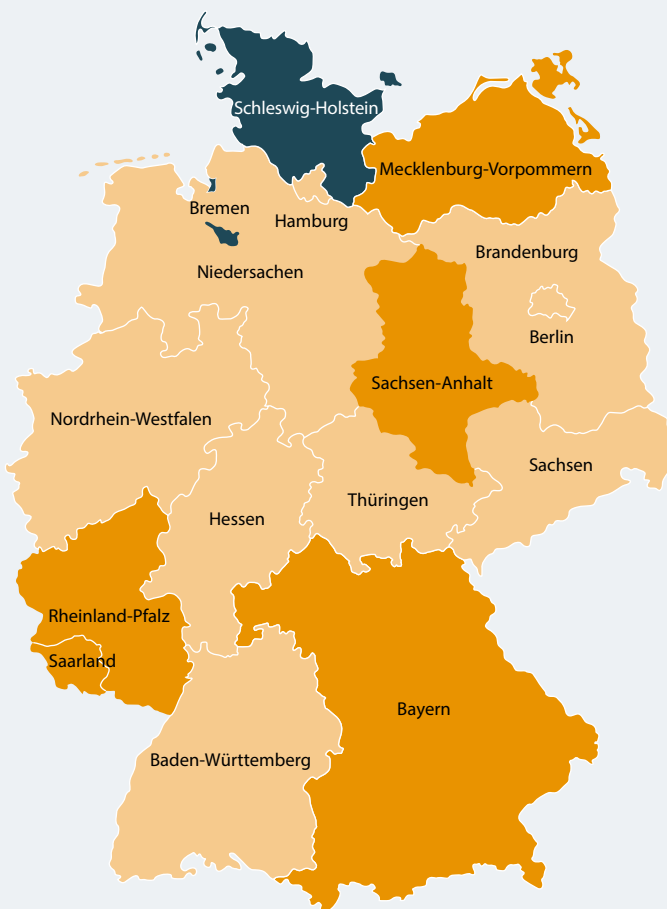 Schleswig-Holstein
Mecklenburg-Vorpommern
Bremen
Hamburg
Brandenburg
Niedersachen
Berlin
Sachsen-Anhalt
Nordrhein-Westfalen
Sachsen
Thüringen
Hessen
Rheinland-Pfalz
Saarland
Bayern
Baden-Württemberg